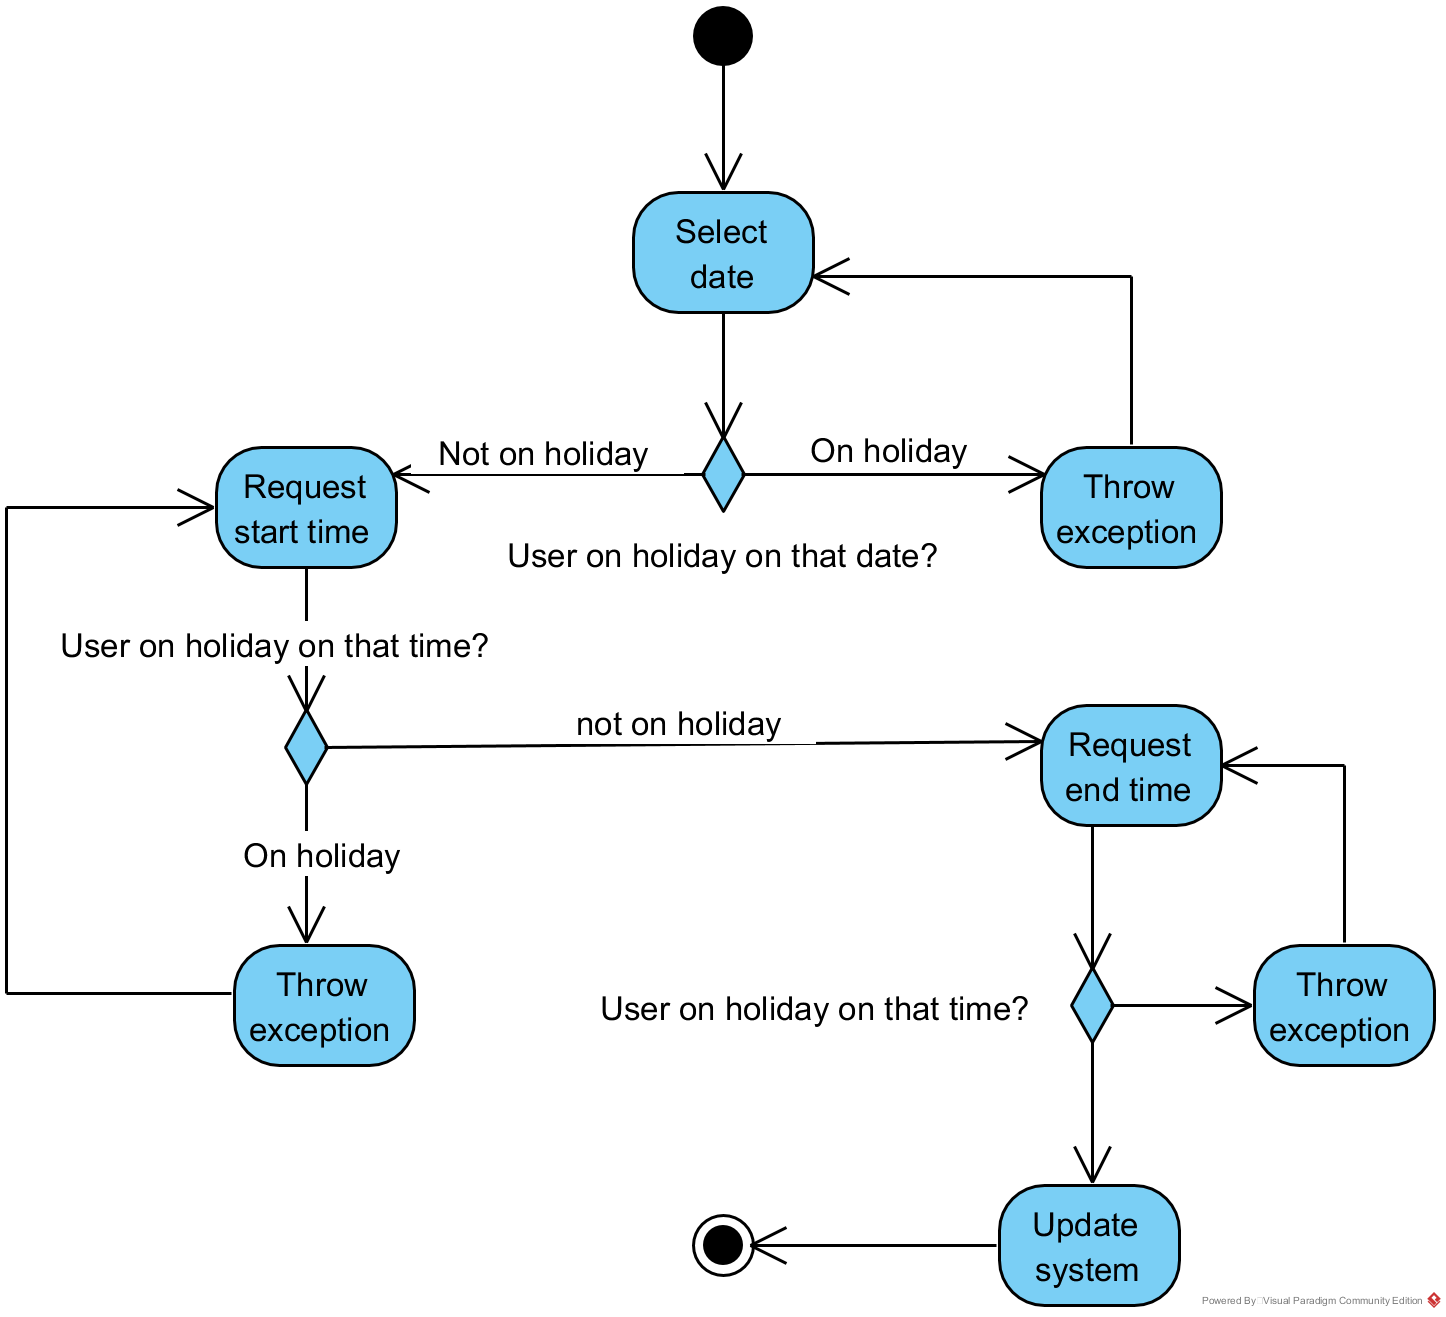 Select
date
Not on holiday
On holiday
Request
start time
Throw
exception
User on holiday on that date?
User on holiday on that time?
not on holiday
Request
end time
On holiday
Throw
exception
User on holiday on that time?
Throw
exception
Update
system
Powered By Visual Paradigm Community Edition